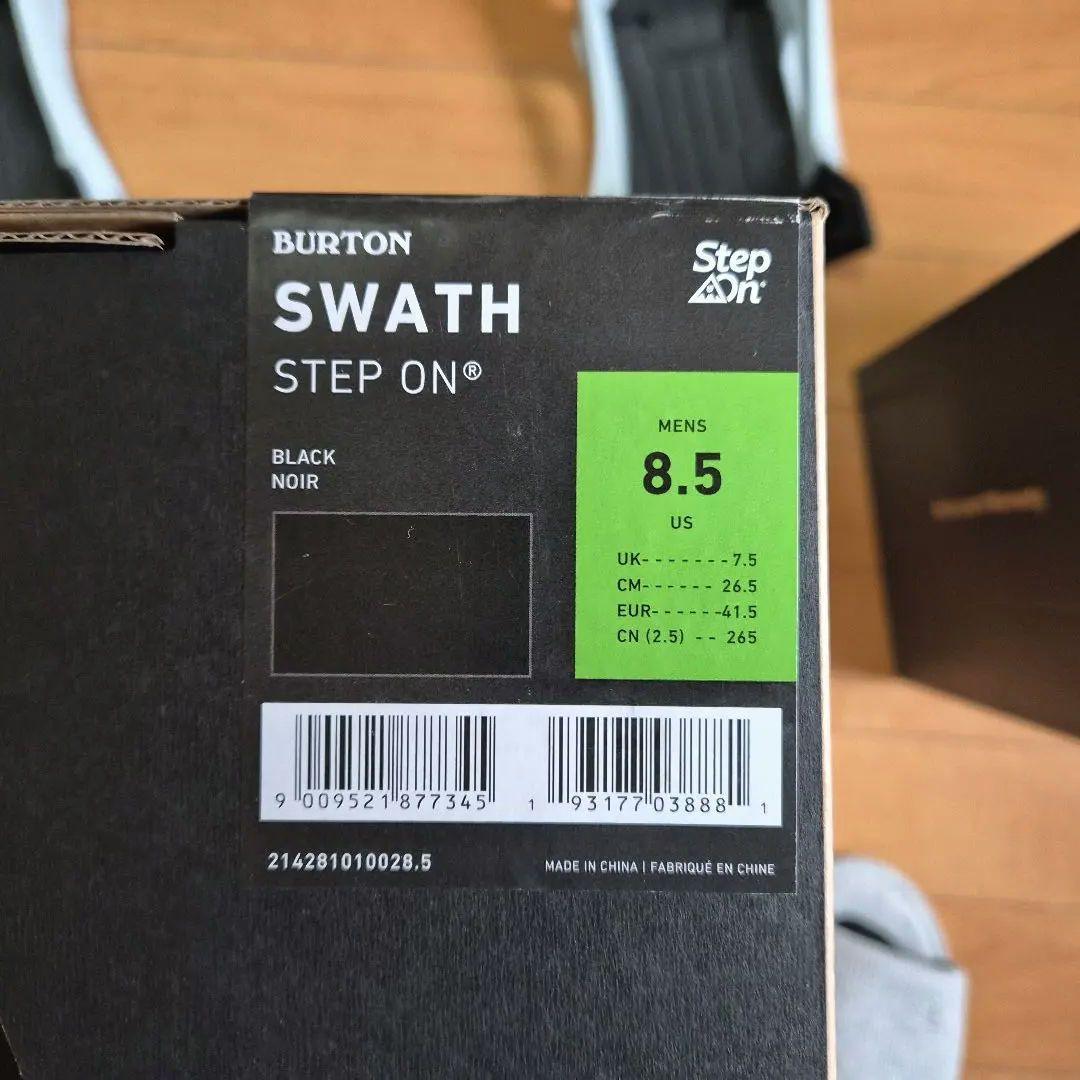 BURTON
SWATH
STEP ON®
Step
On®
BLACK
NOIR
MENS
8.5
US
UK- - - - - - - 7.5
CM- - - - - - 26.5
EUR- - - - - -41.5
CN (2.5) - - 265
9 009521 877345
1 93177 03888 1
214281010028.5
MADE IN CHINA | FABRIQUÉ EN CHINE